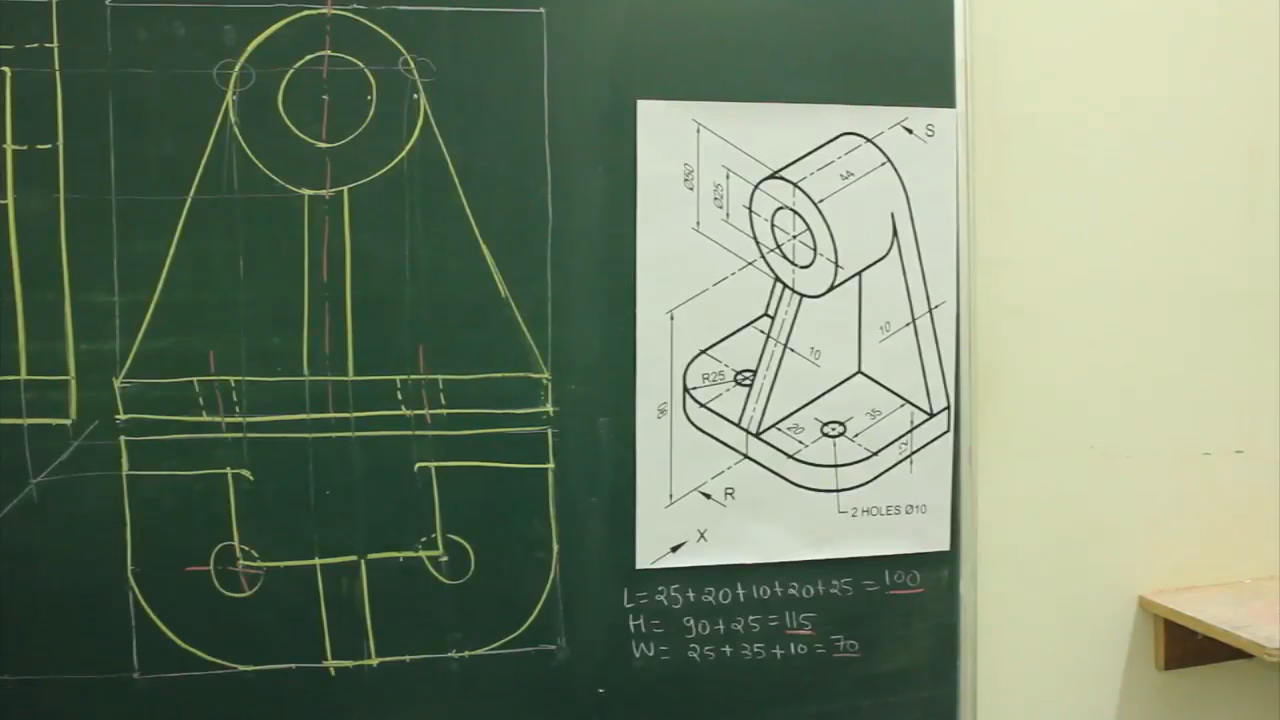 S
44
Ø50
Ø25
10
10
R25
90
35
20
12
R
2 HOLES Ø10
X
L=25+20+10+20+25=100
H= 90+25=115
W= 25+35+10=70